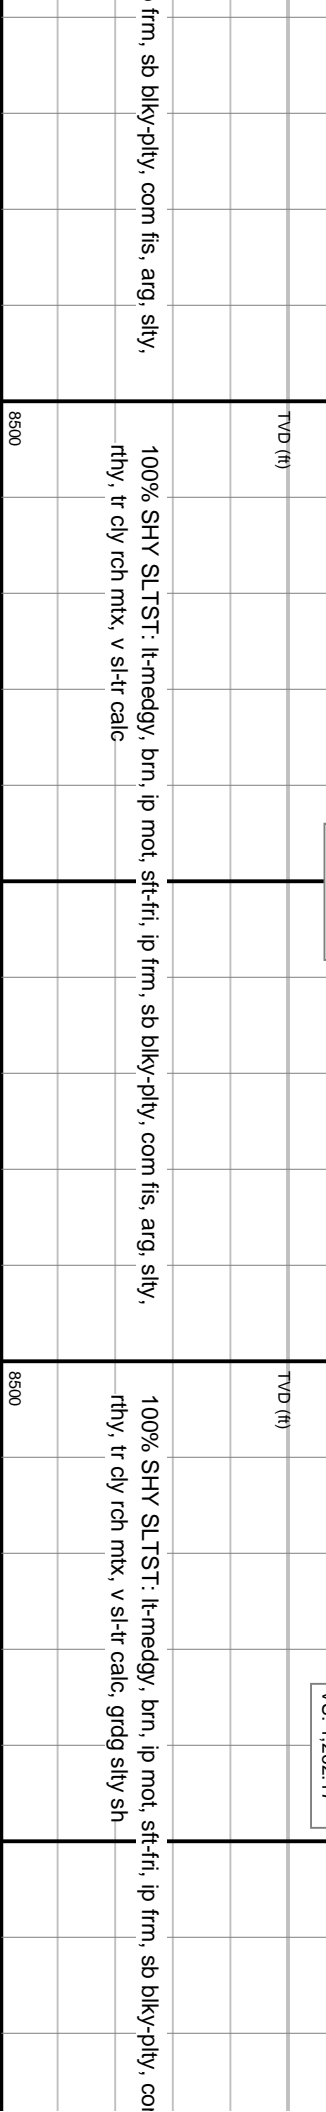 frm, sb blky-plty, com fis, arg, slty,
TVD (ft)
8500
100% SHY SLTST: lt-medgy, brn, ip mot, sft-fri, ip frm, sb blky-plty, com fis, arg, slty,
rthy, tr cly rch mtx, v sl-tr calc
TVD (ft)
8500
100% SHY SLTST: lt-medgy, brn, ip mot, sft-fri, ip frm, sb blky-plty,
rthy, tr cly rch mtx, v sl-tr calc, grdg slty sh